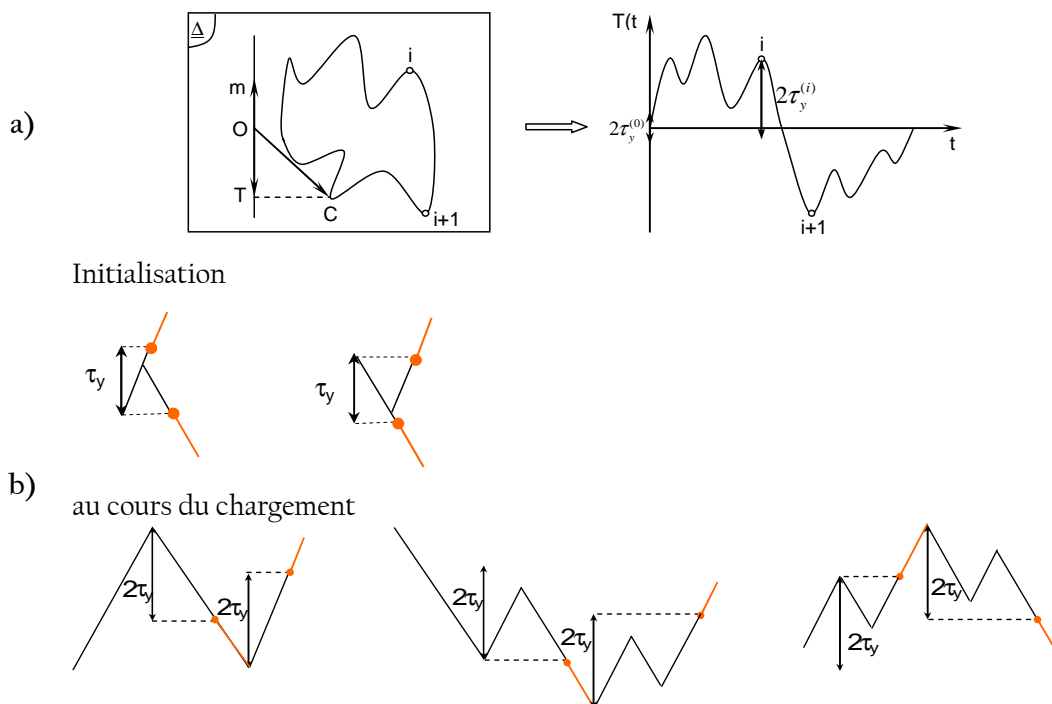 a)
Δ
m
O
T
C
i
i+1
T(t
2τ_y^(0)
i
2τ_y^(i)
t
i+1
Initialisation
τ_y
τ_y
b)
au cours du chargement
2τ_y
2τ_y
2τ_y
2τ_y
2τ_y
2τ_y